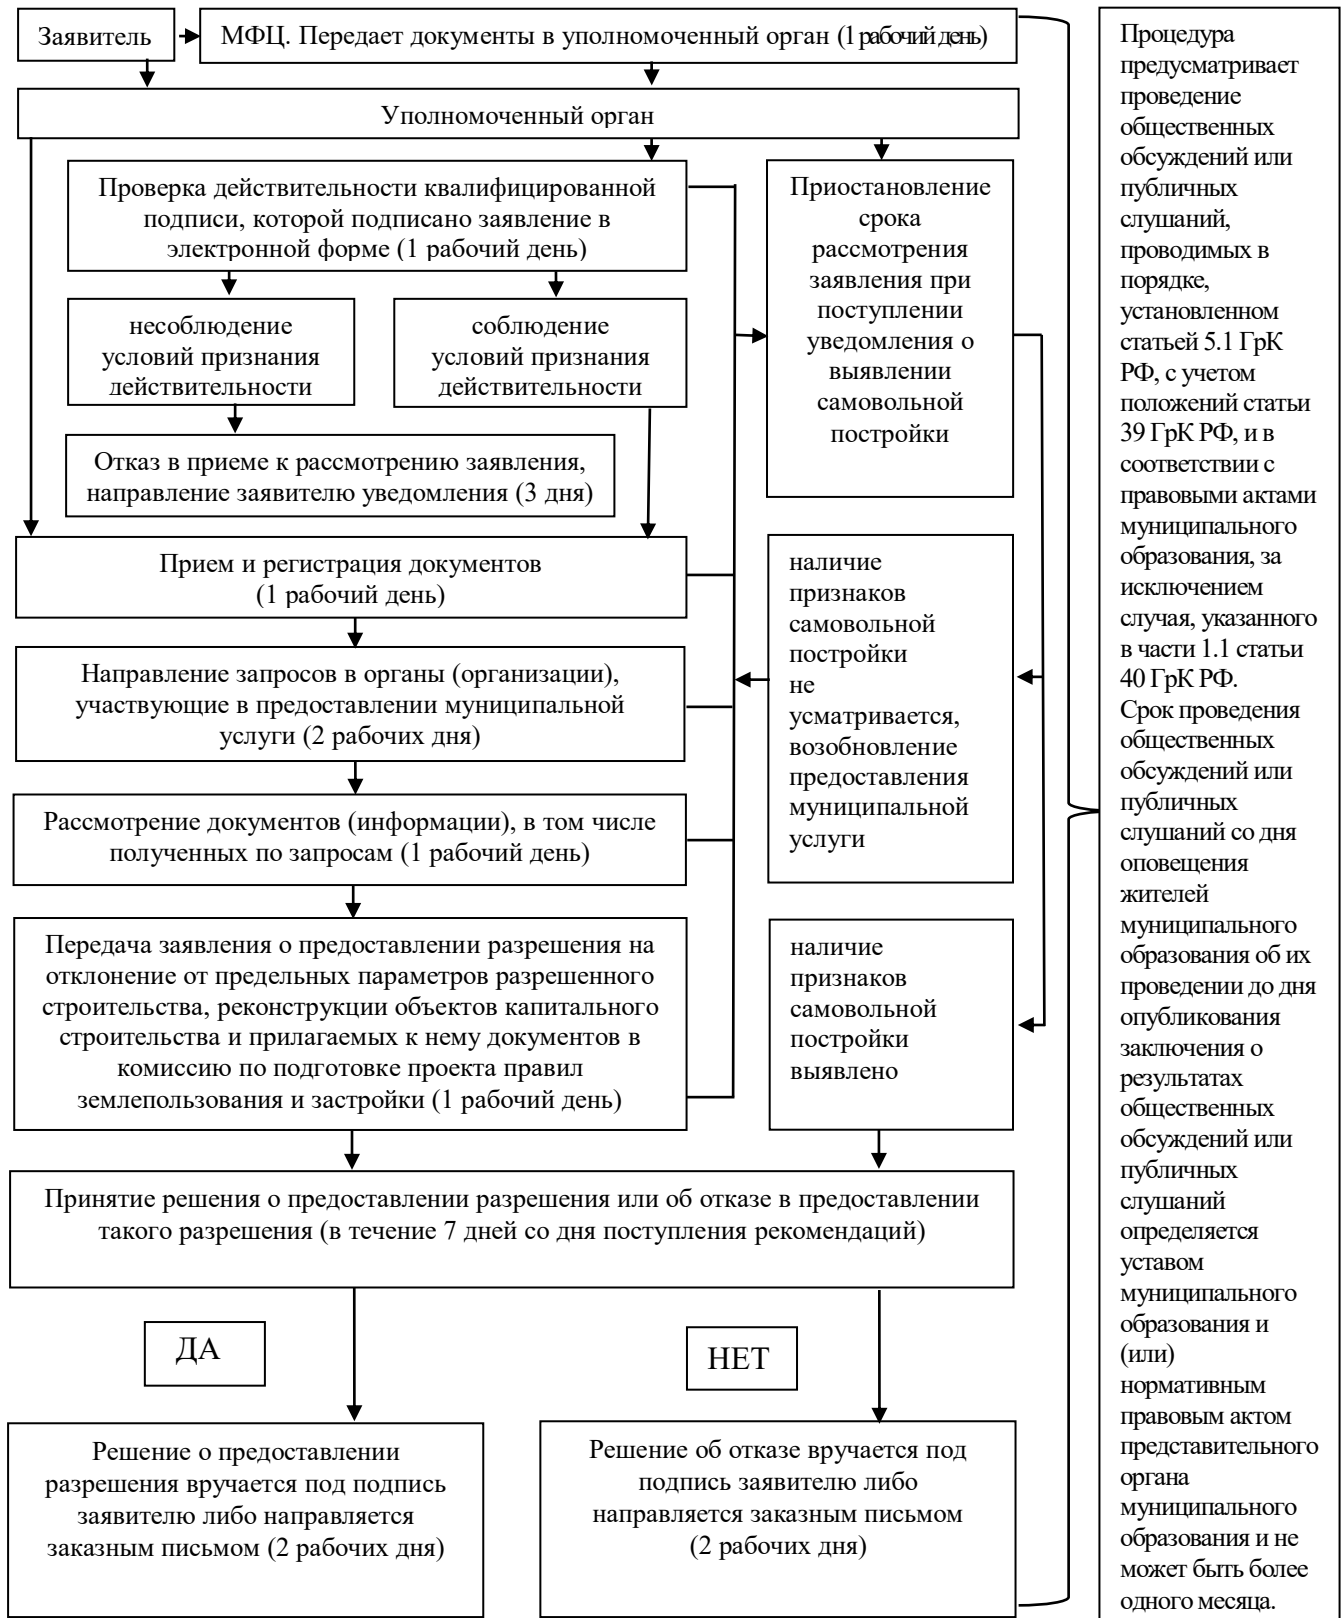 Заявитель
МФЦ. Передает документы в уполномоченный орган (1 рабочий день)
Уполномоченный орган
Проверка действительности квалифицированной
подписи, которой подписано заявление в
электронной форме (1 рабочий день)
несоблюдение
условий признания
действительности
соблюдение
условий признания
действительности
Отказ в приеме к рассмотрению заявления,
направление заявителю уведомления (3 дня)
Приостановление
срока
рассмотрения
заявления при
поступлении
уведомления о
выявлении
самовольной
постройки
Прием и регистрация документов
(1 рабочий день)
Направление запросов в органы (организации),
участвующие в предоставлении муниципальной
услуги (2 рабочих дня)
Рассмотрение документов (информации), в том числе
полученных по запросам (1 рабочий день)
наличие
признаков
самовольной
постройки
не
усматривается,
возобновление
предоставления
муниципальной
услуги
Передача заявления о предоставлении разрешения на
отклонение от предельных параметров разрешенного
строительства, реконструкции объектов капитального
строительства и прилагаемых к нему документов в
комиссию по подготовке проекта правил
землепользования и застройки (1 рабочий день)
наличие
признаков
самовольной
постройки
выявлено
Принятие решения о предоставлении разрешения или об отказе в предоставлении
такого разрешения (в течение 7 дней со дня поступления рекомендаций)
ДА
НЕТ
Решение о предоставлении
разрешения вручается под подпись
заявителю либо направляется
заказным письмом (2 рабочих дня)
Решение об отказе вручается под
подпись заявителю либо
направляется заказным письмом
(2 рабочих дня)
Процедура
предусматривает
проведение
общественных
обсуждений или
публичных
слушаний,
проводимых в
порядке,
установленном
статьей 5.1 ГрК
РФ, с учетом
положений статьи
39 ГрК РФ, и в
соответствии с
правовыми актами
муниципального
образования, за
исключением
случая, указанного
в части 1.1 статьи
40 ГрК РФ.
Срок проведения
общественных
обсуждений или
публичных
слушаний со дня
оповещения
жителей
муниципального
образования об их
проведении до дня
опубликования
заключения о
результатах
общественных
обсуждений или
публичных
слушаний
определяется
уставом
муниципального
образования и
(или)
нормативным
правовым актом
представительного
органа
муниципального
образования и не
может быть более
одного месяца.